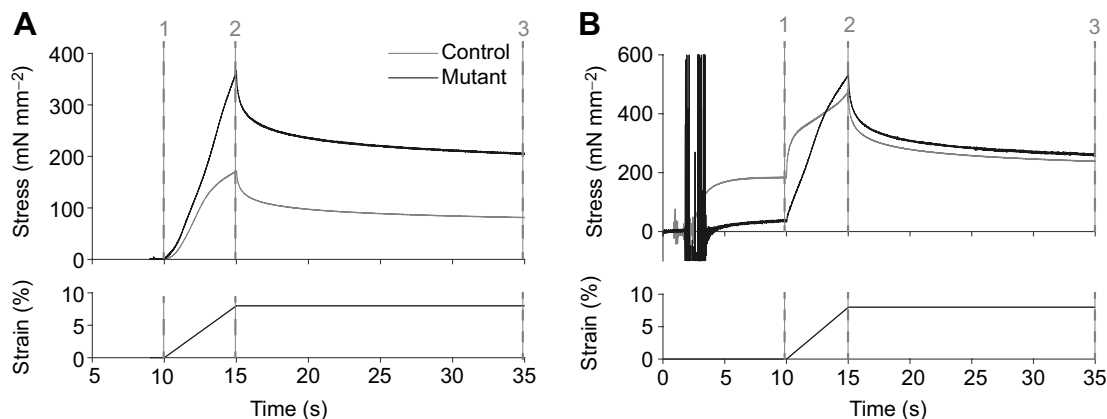 A
1 2 3
400
300
200
100
0
Stress (mN mm−2)
Control
Mutant
10
5
0
Strain (%)
5 10 15 20 25 30 35
Time (s)
B
1 2 3
600
400
200
0
Stress (mN mm−2)
10
5
0
Strain (%)
0 5 10 15 20 25 30 35
Time (s)